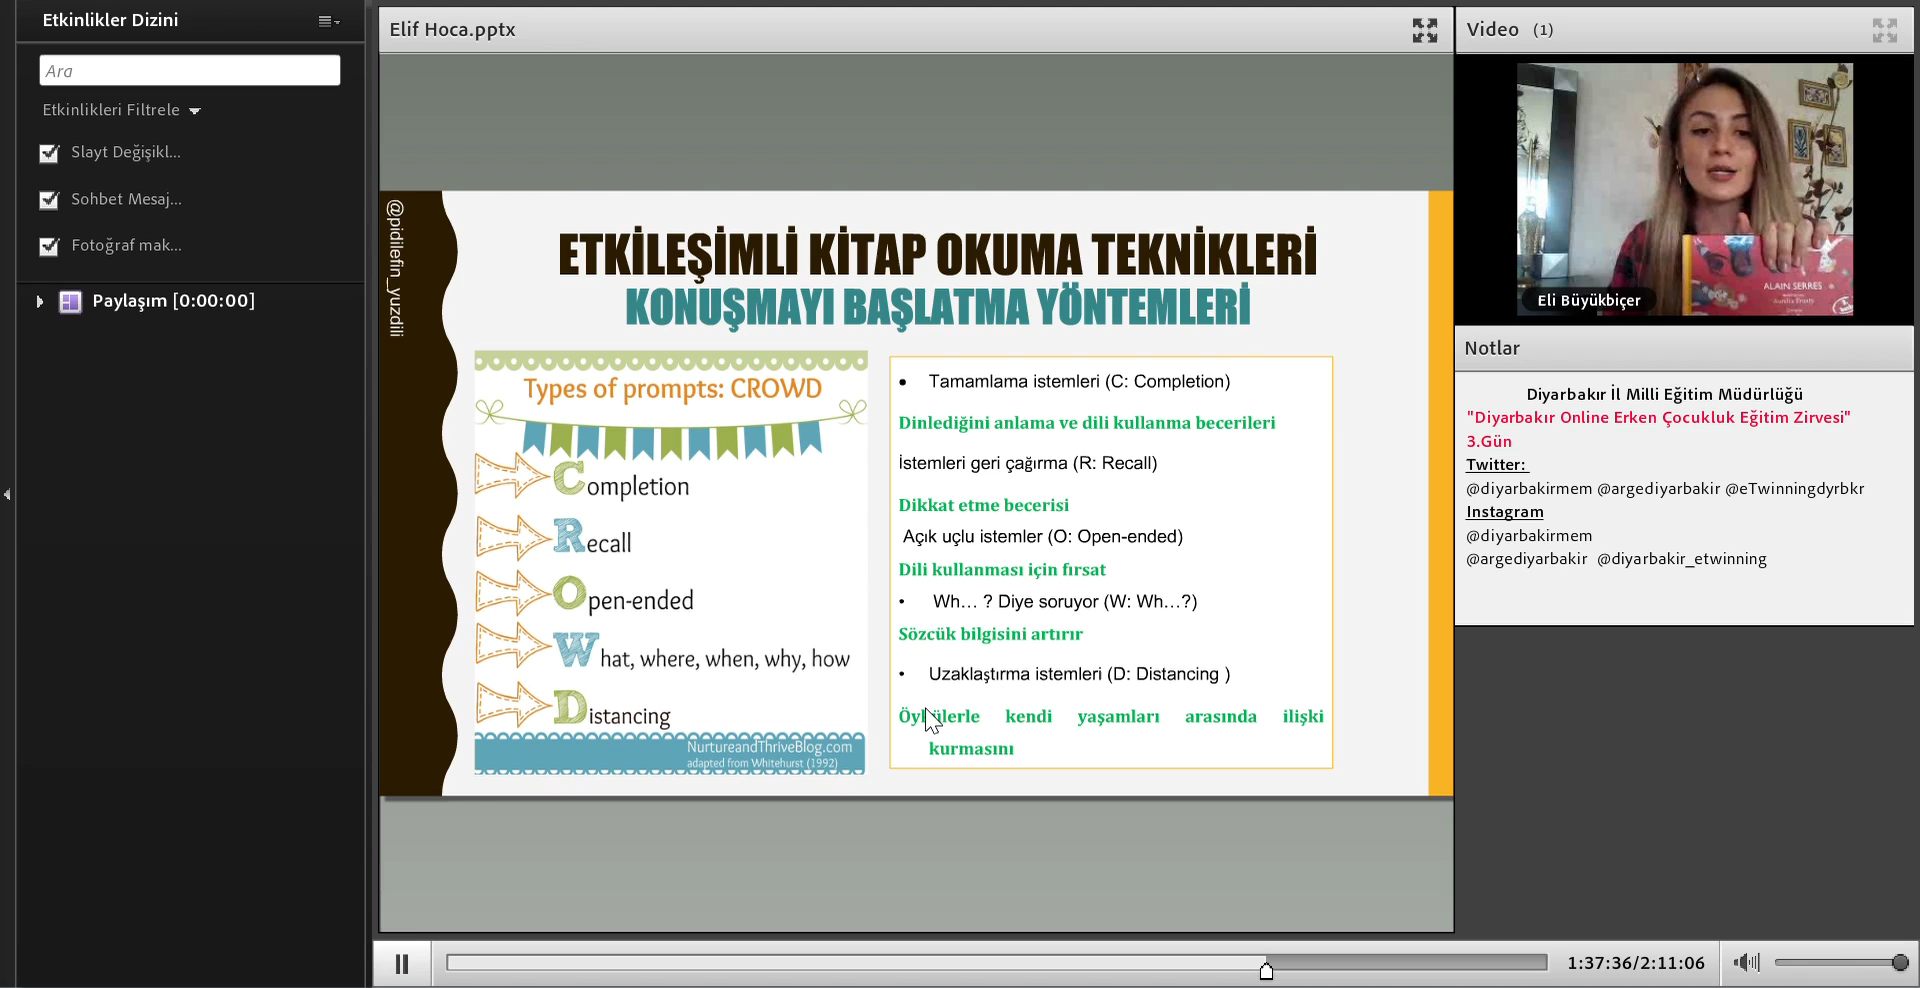 Etkinlikler Dizini
Ara
Etkinlikleri Filtrele
Slayt Değişikl...
Sohbet Mesaj...
Fotoğraf mak...
Paylaşım [0:00:00]
Elif Hoca.pptx
@pidilefin_yuzdili
ETKİLEŞİMLİ KİTAP OKUMA TEKNİKLERİ
KONUŞMAYI BAŞLATMA YÖNTEMLERİ
Types of prompts: CROWD
Completion
Recall
Open-ended
What, where, when, why, how
Distancing
NurtureandThriveBlog.com
adapted from Whitehurst (1992)
• Tamamlama istemleri (C: Completion)
Dinlediğini anlama ve dili kullanma becerileri
İstemleri geri çağırma (R: Recall)
Dikkat etme becerisi
Açık uçlu istemler (O: Open-ended)
Dili kullanması için fırsat
• Wh... ? Diye soruyor (W: Wh...?)
Sözcük bilgisini artırır
• Uzaklaştırma istemleri (D: Distancing )
Öykülerle kendi yaşamları arasında ilişki
kurmasını
1:37:36/2:11:06
Video (1)
ALAIN SERRES
Eli Büyükbiçer
Notlar
Diyarbakır İl Milli Eğitim Müdürlüğü
"Diyarbakır Online Erken Çocukluk Eğitim Zirvesi"
3.Gün
Twitter:
@diyarbakirmem @argediyarbakir @eTwinningdyrbkr
Instagram
@diyarbakirmem
@argediyarbakir @diyarbakir_etwinning